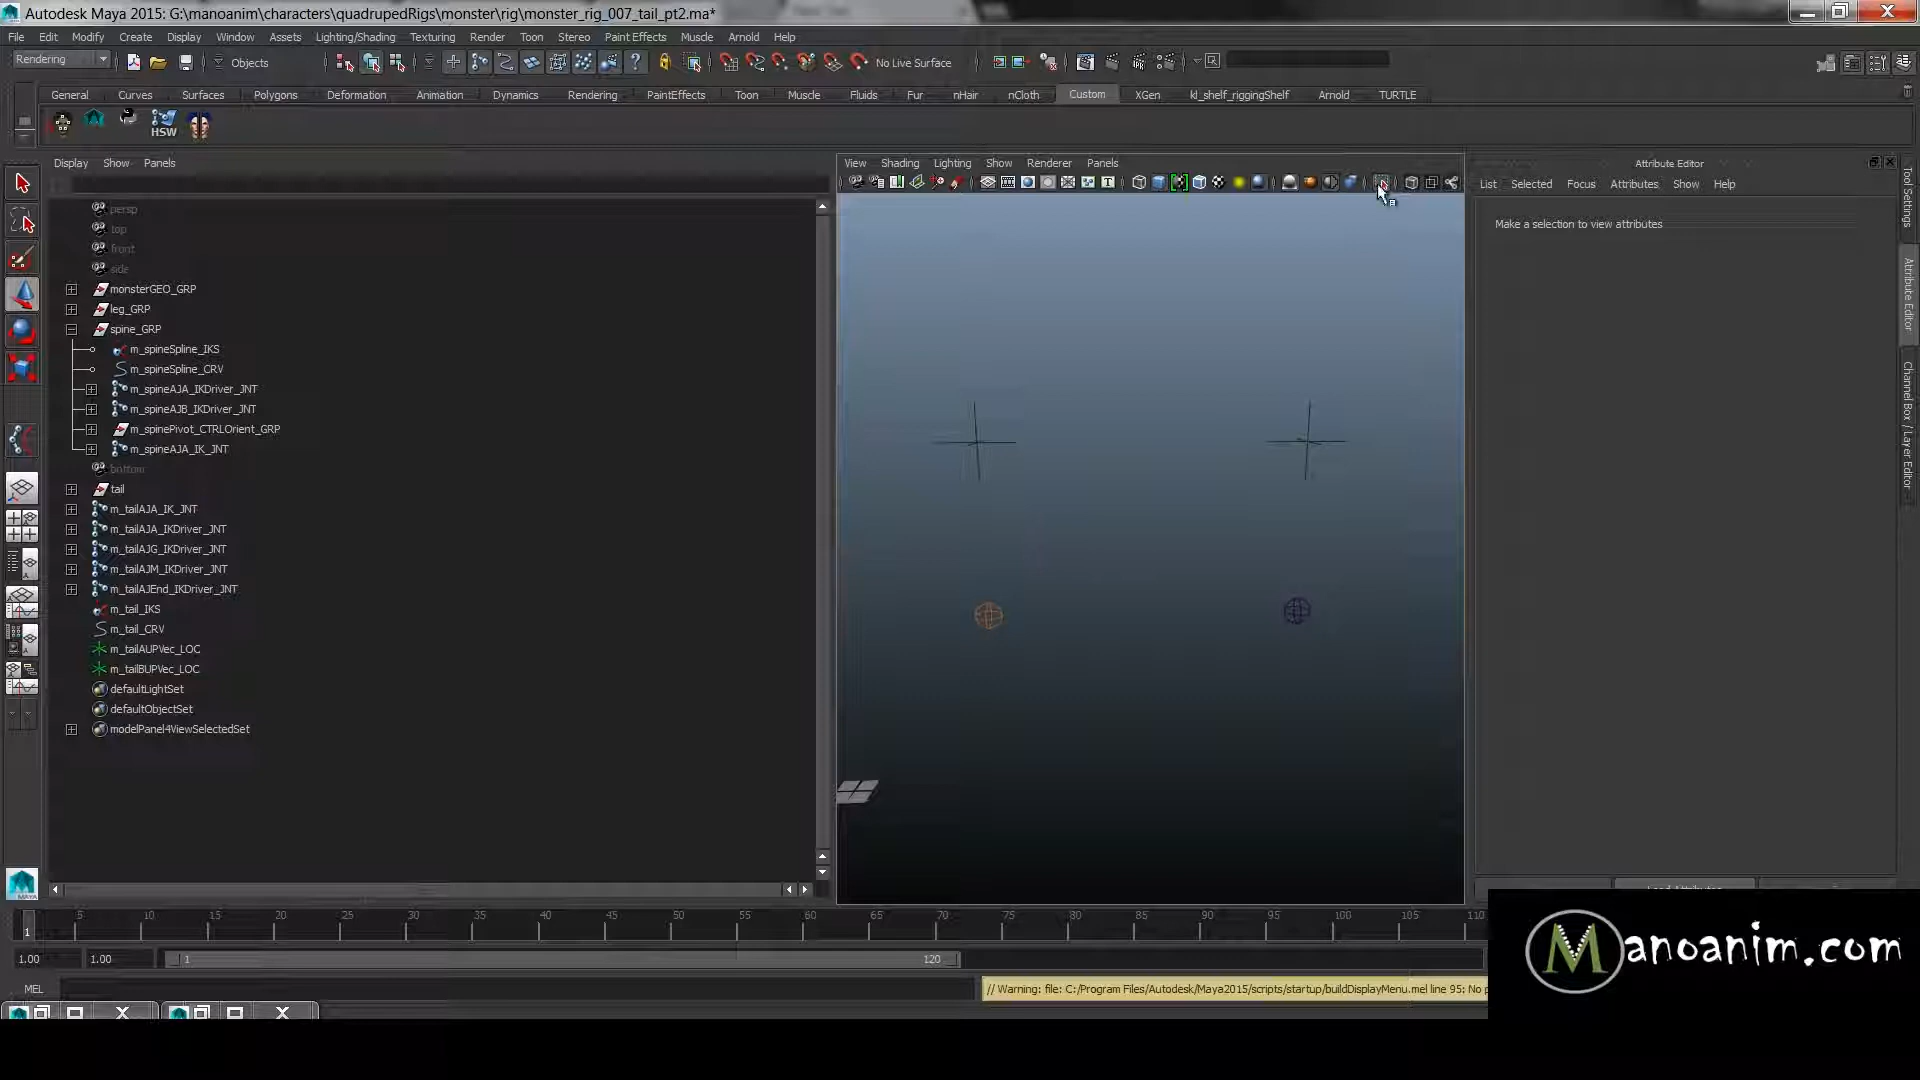 Autodesk Maya 2015: G:\manoanim\characters\quadrupedRigs\monster\rig\monster_rig_007_tail_pt2.ma*
File Edit Modify Create Display Window Assets Lighting/Shading Texturing Render Toon Stereo Paint Effects Muscle Arnold Help
Rendering Objects No Live Surface
General Curves Surfaces Polygons Deformation Animation Dynamics Rendering PaintEffects Toon Muscle Fluids Fur nHair nCloth Custom XGen kl_shelf_riggingShelf Arnold TURTLE
HSW
Display Show Panels
View Shading Lighting Show Renderer Panels
Attribute Editor
List Selected Focus Attributes Show Help
Make a selection to view attributes
persp
top
front
side
monsterGEO_GRP
leg_GRP
spine_GRP
m_spineSpline_IKS
m_spineSpline_CRV
m_spineAJA_IKDriver_JNT
m_spineAJB_IKDriver_JNT
m_spinePivot_CTRLOrient_GRP
m_spineAJA_IK_JNT
bottom
tail
m_tailAJA_IK_JNT
m_tailAJA_IKDriver_JNT
m_tailAJG_IKDriver_JNT
m_tailAJM_IKDriver_JNT
m_tailAJEnd_IKDriver_JNT
m_tail_IKS
m_tail_CRV
m_tailAUPVec_LOC
m_tailBUPVec_LOC
defaultLightSet
defaultObjectSet
modelPanel4ViewSelectedSet
Tool Settings
Attribute Editor
Channel Box / Layer Editor
MAYA
5 10 15 20 25 30 35 40 45 50 55 60 65 70 75 80 85 90 95 100 105 110
1
1.00 1.00 1 120
MEL
// Warning: file: C:/Program Files/Autodesk/Maya2015/scripts/startup/buildDisplayMenu.mel line 95: No
Manoanim.com